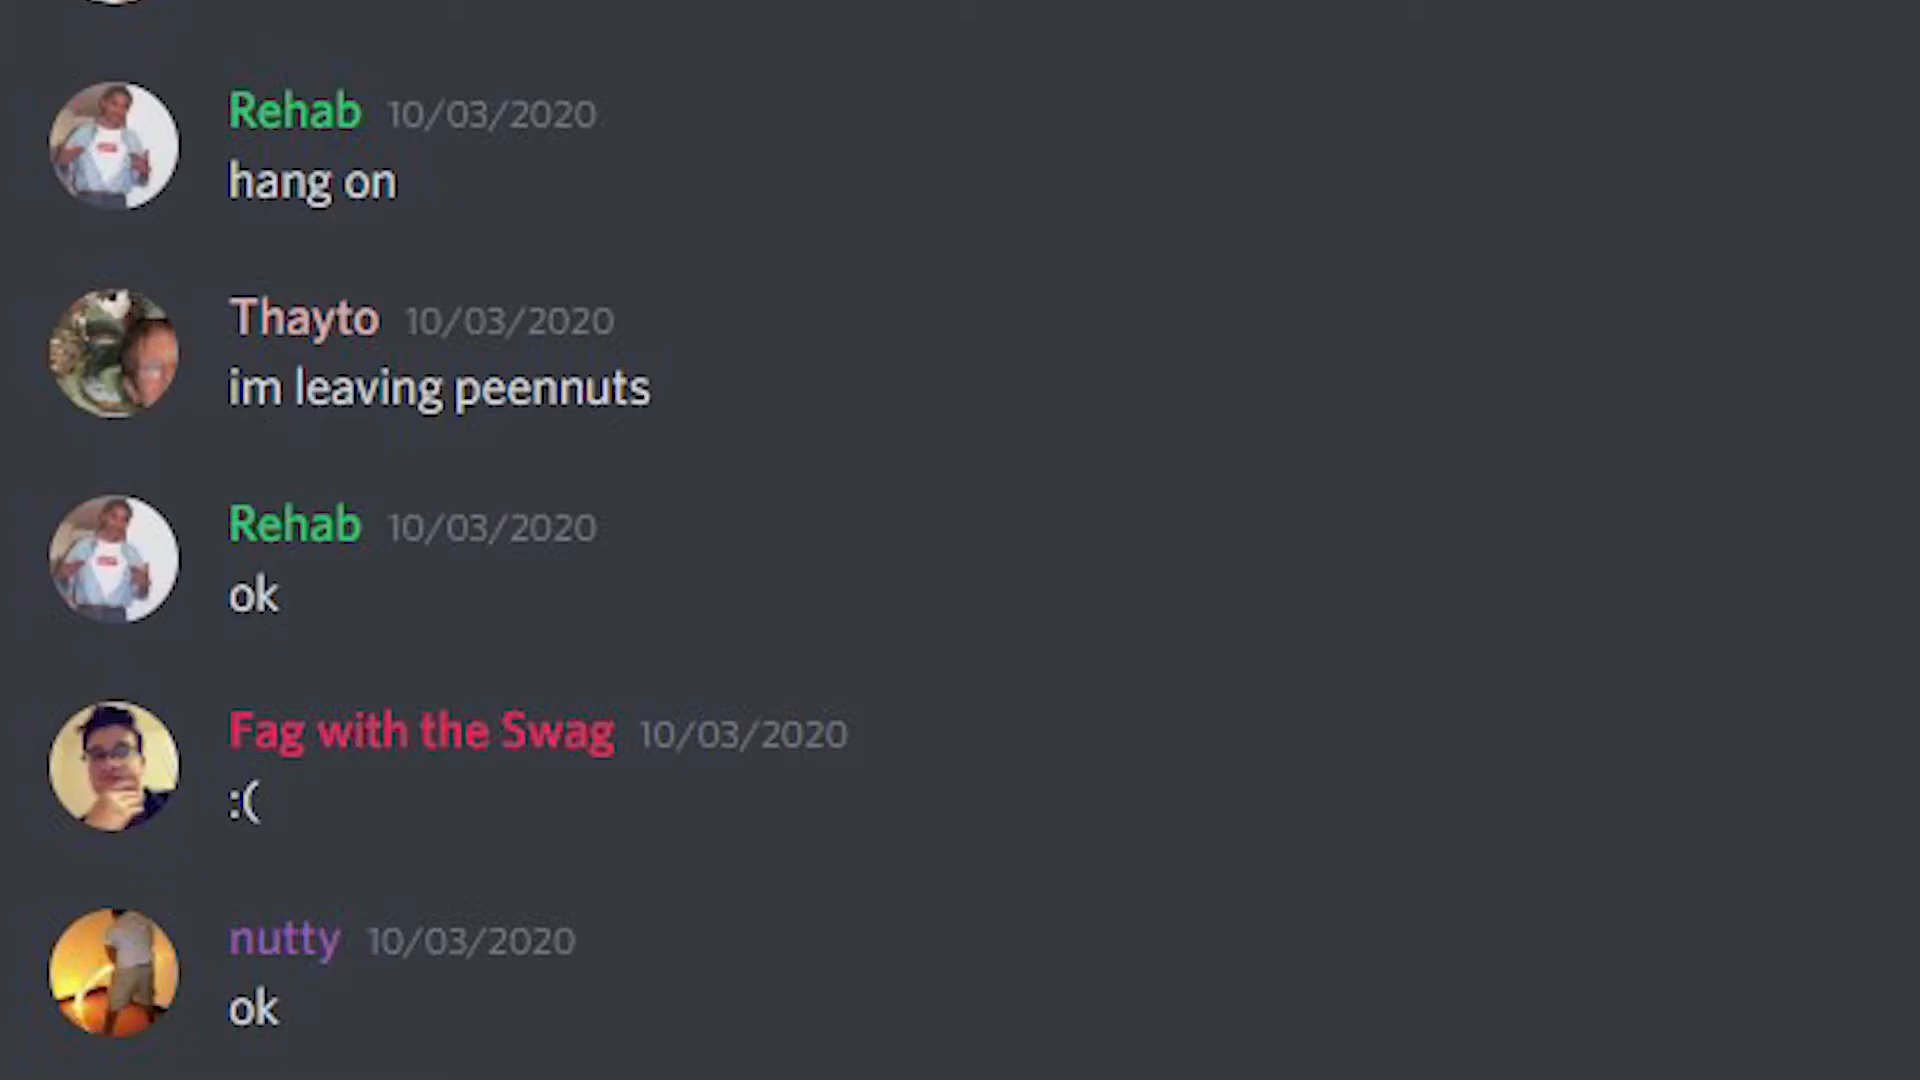 Rehab 10/03/2020
hang on
Thayto 10/03/2020
im leaving peennuts
Rehab 10/03/2020
ok
Fag with the Swag 10/03/2020
:(
nutty 10/03/2020
ok